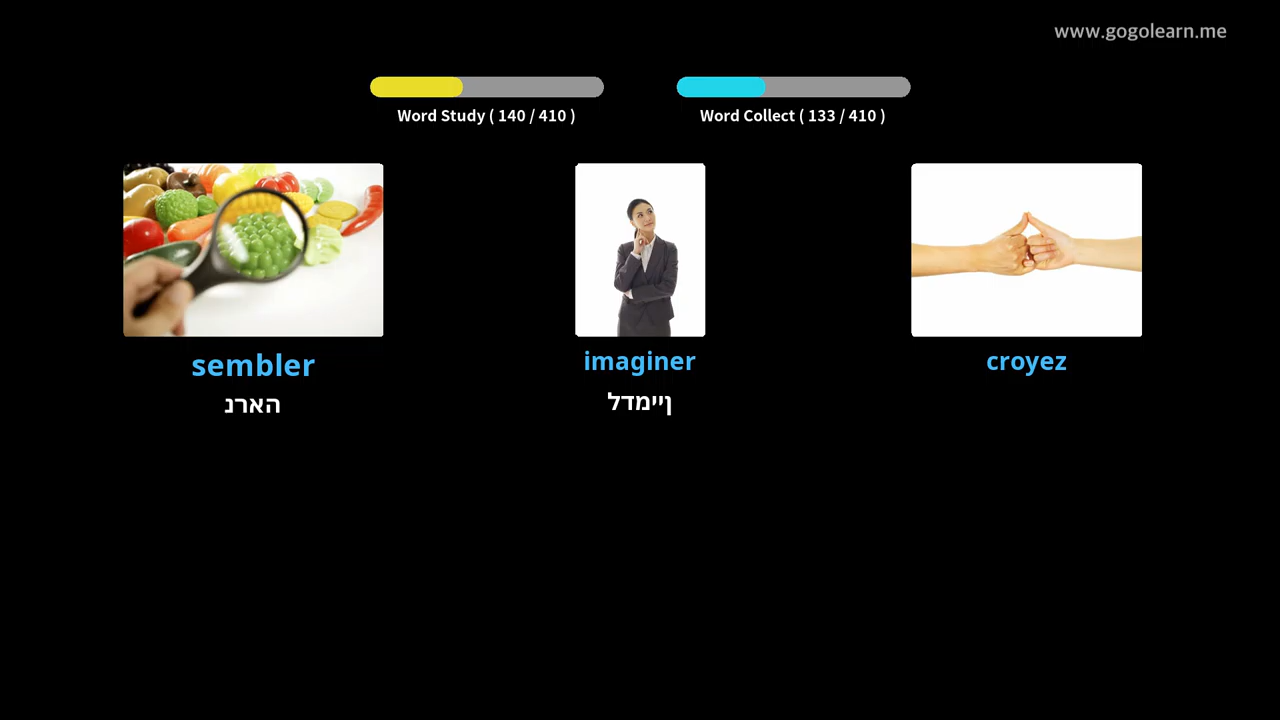 www.gogolearn.me
Word Study ( 140 / 410 )
Word Collect ( 133 / 410 )
sembler
הארנ
imaginer
ןיימדל
croyez